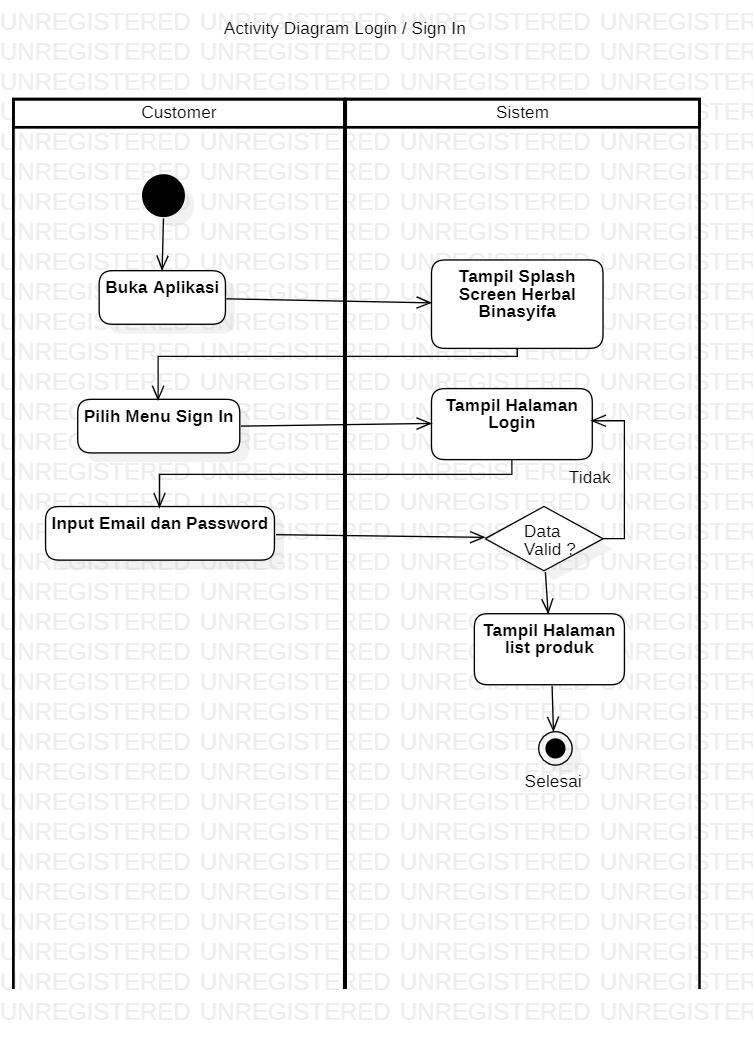 Activity Diagram Login / Sign In
Customer
Sistem
Buka Aplikasi
Tampil Splash
Screen Herbal
Binasyifa
Pilih Menu Sign In
Tampil Halaman
Login
Tidak
Input Email dan Password
Data
Valid ?
Tampil Halaman
list produk
Selesai
UNREGISTERED